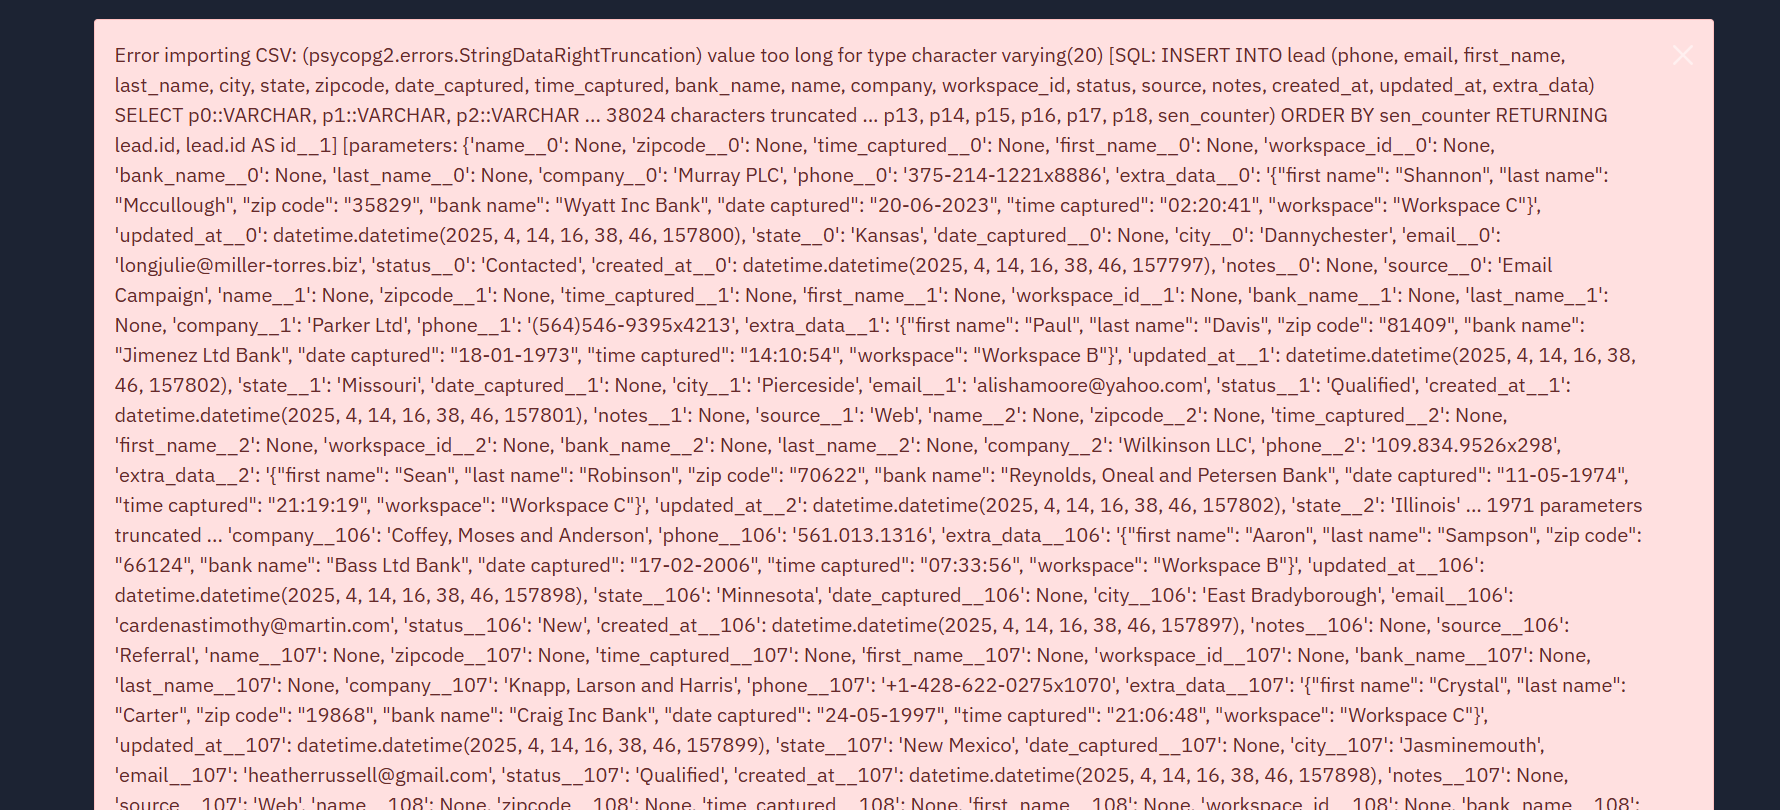 Error importing CSV: (psycopg2.errors.StringDataRightTruncation) value too long for type character varying(20) [SQL: INSERT INTO lead (phone, email, first_name,
last_name, city, state, zipcode, date_captured, time_captured, bank_name, name, company, workspace_id, status, source, notes, created_at, updated_at, extra_data)
SELECT p0::VARCHAR, p1::VARCHAR, p2::VARCHAR ... 38024 characters truncated ... p13, p14, p15, p16, p17, p18, sen_counter) ORDER BY sen_counter RETURNING
lead.id, lead.id AS id__1] [parameters: {'name__0': None, 'zipcode__0': None, 'time_captured__0': None, 'first_name__0': None, 'workspace_id__0': None,
'bank_name__0': None, 'last_name__0': None, 'company__0': 'Murray PLC', 'phone__0': '375-214-1221x8886', 'extra_data__0': '{"first name": "Shannon", "last name":
"Mccullough", "zip code": "35829", "bank name": "Wyatt Inc Bank", "date captured": "20-06-2023", "time captured": "02:20:41", "workspace": "Workspace C"}',
'updated_at__0': datetime.datetime(2025, 4, 14, 16, 38, 46, 157800), 'state__0': 'Kansas', 'date_captured__0': None, 'city__0': 'Dannychester', 'email__0':
'longjulie@miller-torres.biz', 'status__0': 'Contacted', 'created_at__0': datetime.datetime(2025, 4, 14, 16, 38, 46, 157797), 'notes__0': None, 'source__0': 'Email
Campaign', 'name__1': None, 'zipcode__1': None, 'time_captured__1': None, 'first_name__1': None, 'workspace_id__1': None, 'bank_name__1': None, 'last_name__1':
None, 'company__1': 'Parker Ltd', 'phone__1': '(564)546-9395x4213', 'extra_data__1': '{"first name": "Paul", "last name": "Davis", "zip code": "81409", "bank name":
"Jimenez Ltd Bank", "date captured": "18-01-1973", "time captured": "14:10:54", "workspace": "Workspace B"}', 'updated_at__1': datetime.datetime(2025, 4, 14, 16, 38,
46, 157802), 'state__1': 'Missouri', 'date_captured__1': None, 'city__1': 'Pierceside', 'email__1': 'alishamoore@yahoo.com', 'status__1': 'Qualified', 'created_at__1':
datetime.datetime(2025, 4, 14, 16, 38, 46, 157801), 'notes__1': None, 'source__1': 'Web', 'name__2': None, 'zipcode__2': None, 'time_captured__2': None,
'first_name__2': None, 'workspace_id__2': None, 'bank_name__2': None, 'last_name__2': None, 'company__2': 'Wilkinson LLC', 'phone__2': '109.834.9526x298',
'extra_data__2': '{"first name": "Sean", "last name": "Robinson", "zip code": "70622", "bank name": "Reynolds, Oneal and Petersen Bank", "date captured": "11-05-1974",
"time captured": "21:19:19", "workspace": "Workspace C"}', 'updated_at__2': datetime.datetime(2025, 4, 14, 16, 38, 46, 157802), 'state__2': 'Illinois' ... 1971 parameters
truncated ... 'company__106': 'Coffey, Moses and Anderson', 'phone__106': '561.013.1316', 'extra_data__106': '{"first name": "Aaron", "last name": "Sampson", "zip code":
"66124", "bank name": "Bass Ltd Bank", "date captured": "17-02-2006", "time captured": "07:33:56", "workspace": "Workspace B"}', 'updated_at__106':
datetime.datetime(2025, 4, 14, 16, 38, 46, 157898), 'state__106': 'Minnesota', 'date_captured__106': None, 'city__106': 'East Bradyborough', 'email__106':
'cardenastimothy@martin.com', 'status__106': 'New', 'created_at__106': datetime.datetime(2025, 4, 14, 16, 38, 46, 157897), 'notes__106': None, 'source__106':
'Referral', 'name__107': None, 'zipcode__107': None, 'time_captured__107': None, 'first_name__107': None, 'workspace_id__107': None, 'bank_name__107': None,
'last_name__107': None, 'company__107': 'Knapp, Larson and Harris', 'phone__107': '+1-428-622-0275x1070', 'extra_data__107': '{"first name": "Crystal", "last name":
"Carter", "zip code": "19868", "bank name": "Craig Inc Bank", "date captured": "24-05-1997", "time captured": "21:06:48", "workspace": "Workspace C"}',
'updated_at__107': datetime.datetime(2025, 4, 14, 16, 38, 46, 157899), 'state__107': 'New Mexico', 'date_captured__107': None, 'city__107': 'Jasminemouth',
'email__107': 'heatherrussell@gmail.com', 'status__107': 'Qualified', 'created_at__107': datetime.datetime(2025, 4, 14, 16, 38, 46, 157898), 'notes__107': None,
'source__107': 'Web', 'name__108': None, 'zipcode__108': None, 'time_captured__108': None, 'first_name__108': None, 'workspace_id__108': None, 'bank_name__108':